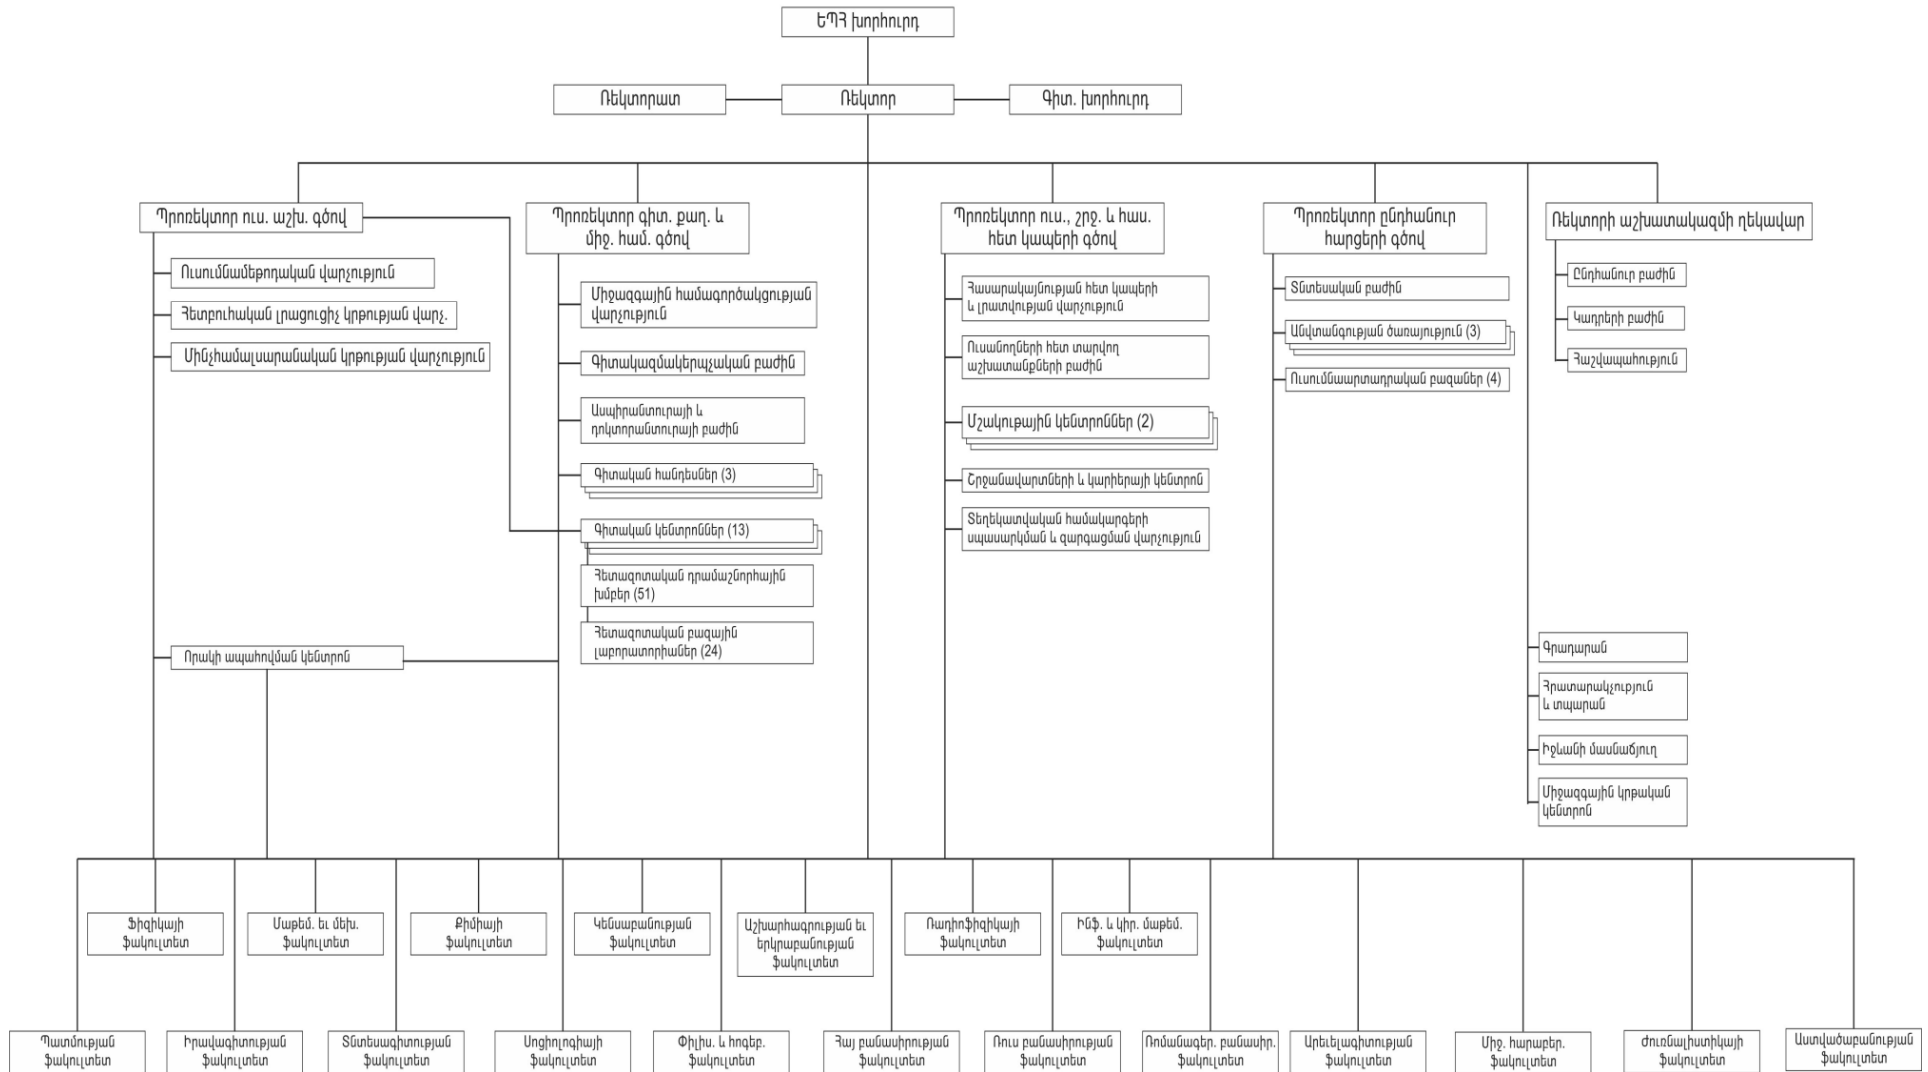 ԵՊՀ խորհուրդ
Ռեկտորատ
Ռեկտոր
Գիտ. խորհուրդ
Պրոռեկտոր ուս. աշխ. գծով
Ուսումնամեթոդական վարչություն
Հետբուհական լրացուցիչ կրթության վարչ.
Մինչհամալսարանական կրթության վարչություն
Որակի ապահովման կենտրոն
Պրոռեկտոր գիտ. քաղ. և
միջ. համ. գծով
Միջազգային համագործակցության
վարչություն
Գիտակազմակերպչական բաժին
Ասպիրանտուրայի և
դոկտորանտուրայի բաժին
Գիտական հանդեսներ (3)
Գիտական կենտրոններ (13)
Հետազոտական դրամաշնորհային
խմբեր (51)
Հետազոտական բազային
լաբորատորիաներ (24)
Պրոռեկտոր ուս., շրջ. և հաս.
հետ կապերի գծով
Հասարակայնության հետ կապերի
և լրատվության վարչություն
Ուսանողների հետ տարվող
աշխատանքների բաժին
Մշակութային կենտրոններ (2)
Շրջանավարտների և կարիերայի կենտրոն
Տեղեկատվական համակարգերի
սպասարկման և զարգացման վարչություն
Պրոռեկտոր ընդհանուր
հարցերի գծով
Տնտեսական բաժին
Անվտանգության ծառայություն (3)
Ուսումնաարտադրական բազաներ (4)
Ռեկտորի աշխատակազմի ղեկավար
Ընդհանուր բաժին
Կադրերի բաժին
Հաշվապահություն
Գրադարան
Հրատարակչություն
և տպարան
Իջևանի մասնաճյուղ
Միջազգային կրթական
կենտրոն
Ֆիզիկայի
ֆակուլտետ
Մաթեմ. եւ մեխ.
ֆակուլտետ
Քիմիայի
ֆակուլտետ
Կենսաբանության
ֆակուլտետ
Աշխարհագրության եւ
երկրաբանության
ֆակուլտետ
Ռադիոֆիզիկայի
ֆակուլտետ
Ինֆ. և կիր. մաթեմ.
ֆակուլտետ
Պատմության
ֆակուլտետ
Իրավագիտության
ֆակուլտետ
Տնտեսագիտության
ֆակուլտետ
Սոցիոլոգիայի
ֆակուլտետ
Փիլիս. և հոգեբ.
ֆակուլտետ
Հայ բանասիրության
ֆակուլտետ
Ռուս բանասիրության
ֆակուլտետ
Ռոմանագեր. բանասիր.
ֆակուլտետ
Արեւելագիտության
ֆակուլտետ
Միջ. հարաբեր.
ֆակուլտետ
Ժուռնալիստիկայի
ֆակուլտետ
Աստվածաբանության
ֆակուլտետ